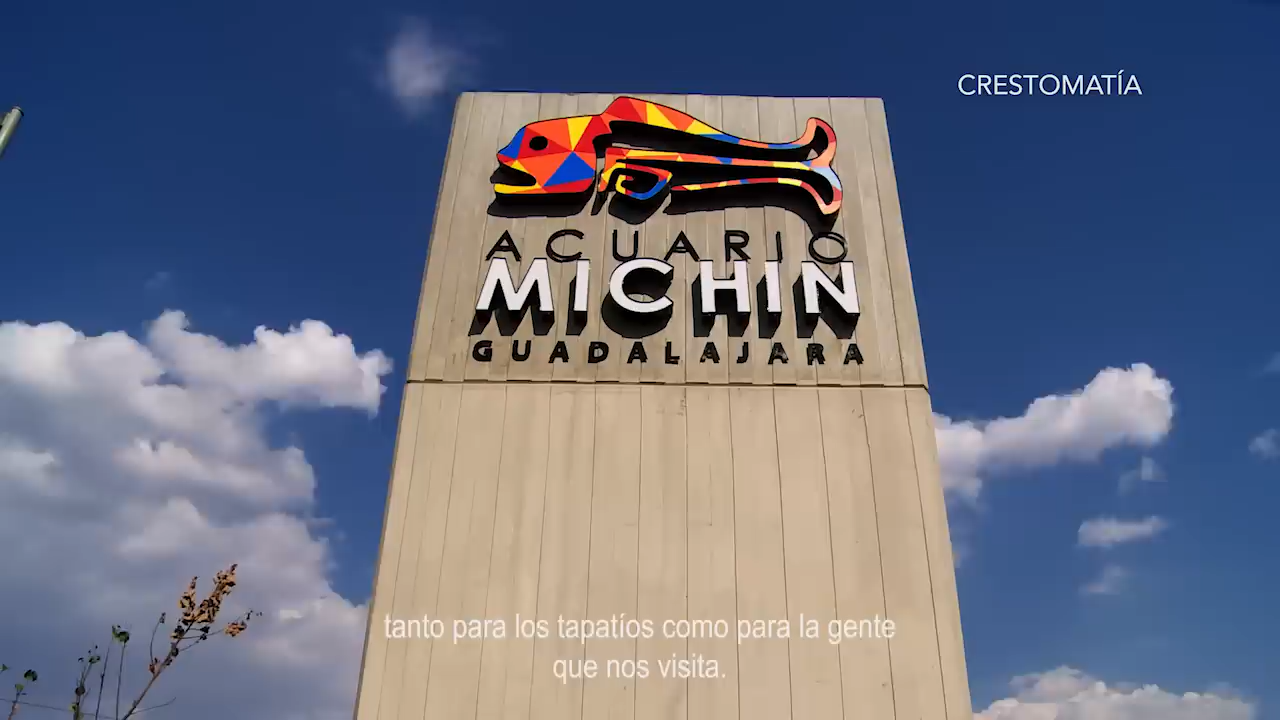 CRESTOMATÍA
ACUARIO
MICHIN
GUADALAJARA
tanto para los tapatíos como para la gente
que nos visita.